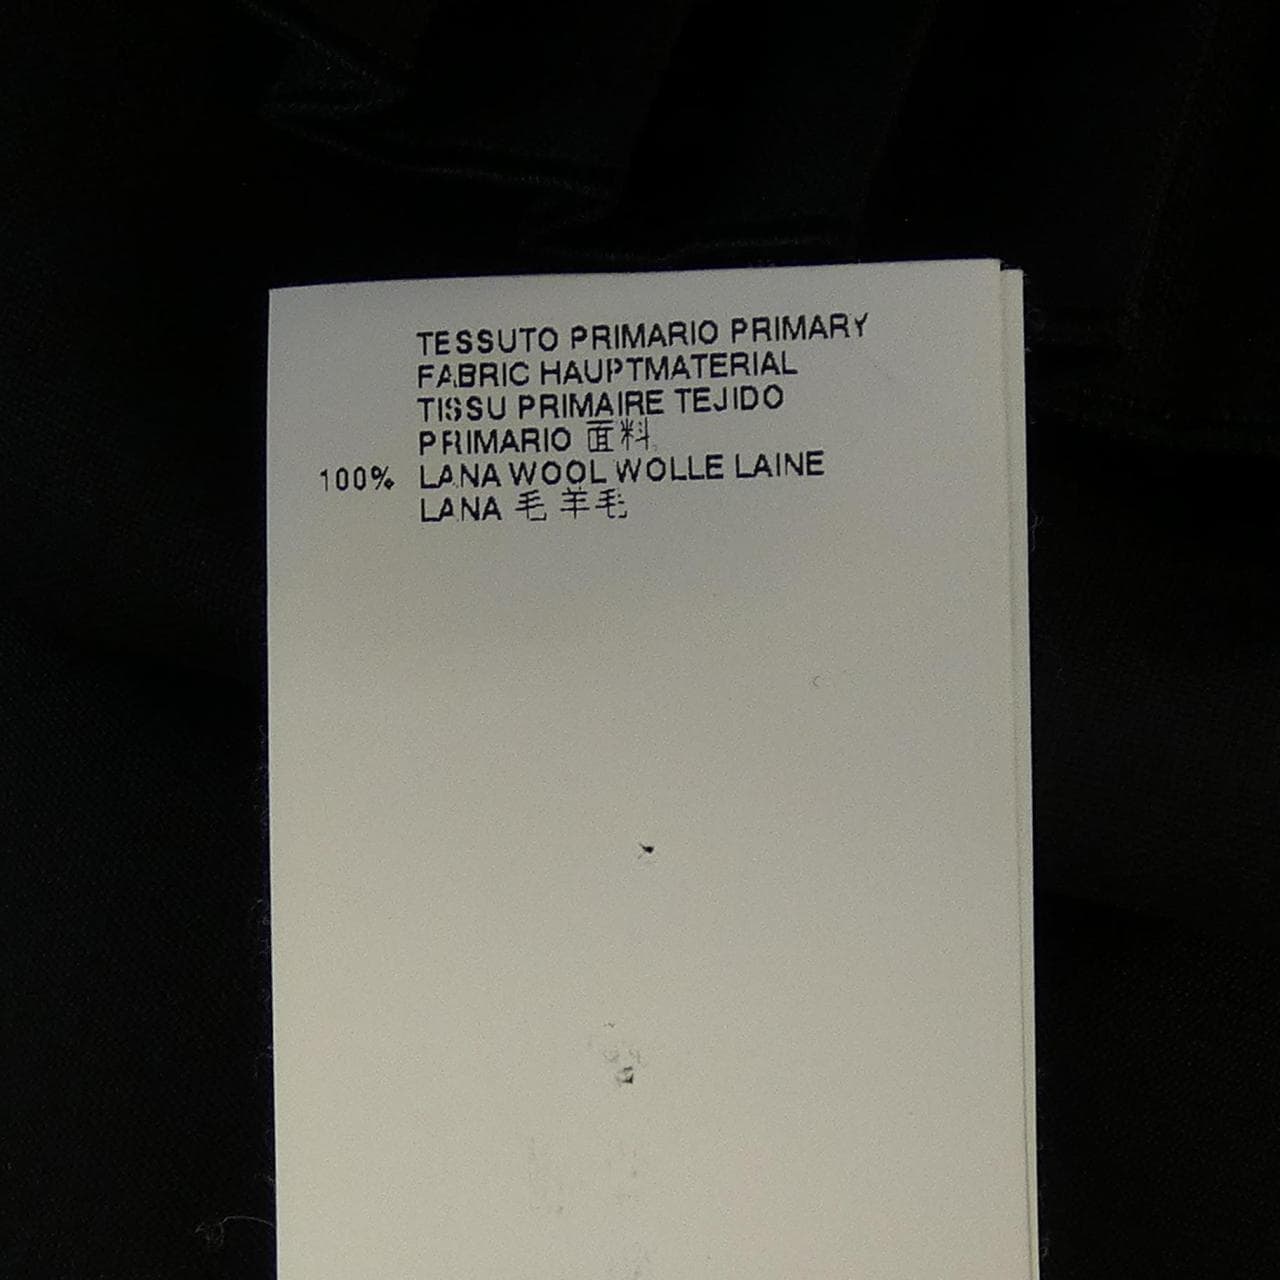 TESSUTO PRIMARIO PRIMARY
FABRIC HAUPTMATERIAL
TISSU PRIMAIRE TEJIDO
PRIMARIO 面料
100% LANA WOOL WOLLE LAINE
LANA 毛 羊毛